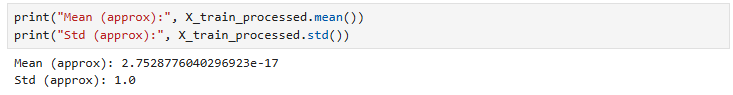 print("Mean (approx):", X_train_processed.mean())
print("Std (approx):", X_train_processed.std())
Mean (approx): 2.7528776040296923e-17
Std (approx): 1.0